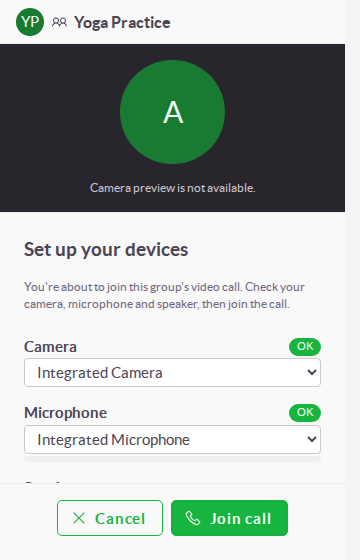 YP Yoga Practice
A
Camera preview is not available.
Set up your devices
You're about to join this group's video call. Check your
camera, microphone and speaker, then join the call.
Camera OK
Integrated Camera
Microphone OK
Integrated Microphone
Cancel Join call